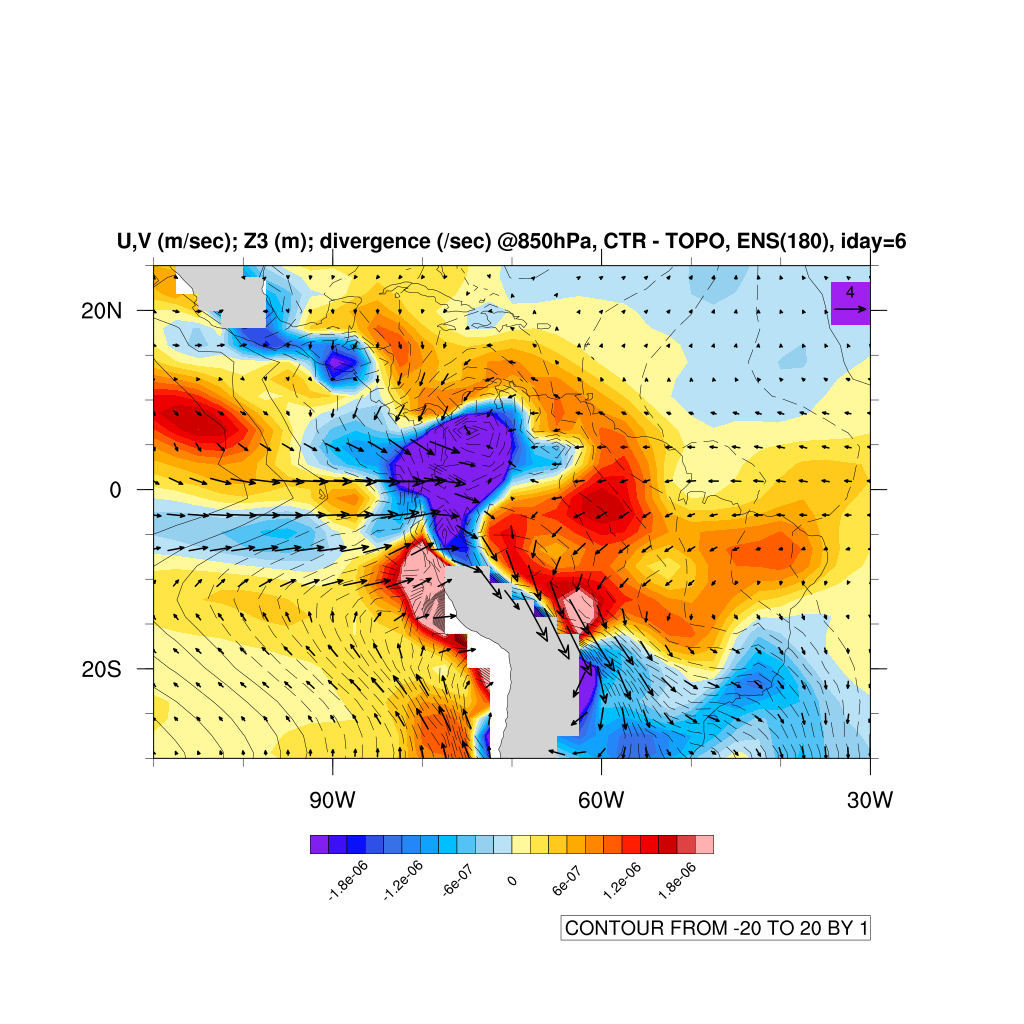 U,V (m/sec); Z3 (m); divergence (/sec) @850hPa, CTR - TOPO, ENS(180), iday=6
4
20N
0
20S
90W 60W 30W
-1.8e-06 -1.2e-06 -6e-07 0 6e-07 1.2e-06 1.8e-06
CONTOUR FROM -20 TO 20 BY 1